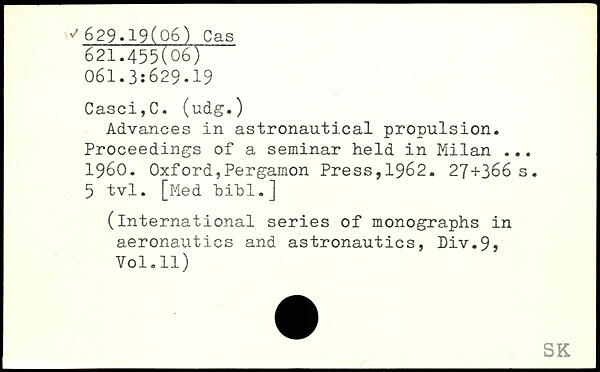 ✓ 629.19(06) Cas
621.455(06)
061.3:629.19
Casci,C. (udg.)
Advances in astronautical propulsion.
Proceedings of a seminar held in Milan ...
1960. Oxford,Pergamon Press,1962. 27+366 s.
5 tvl. [Med bibl.]
(International series of monographs in
aeronautics and astronautics, Div.9,
Vol.11)
SK